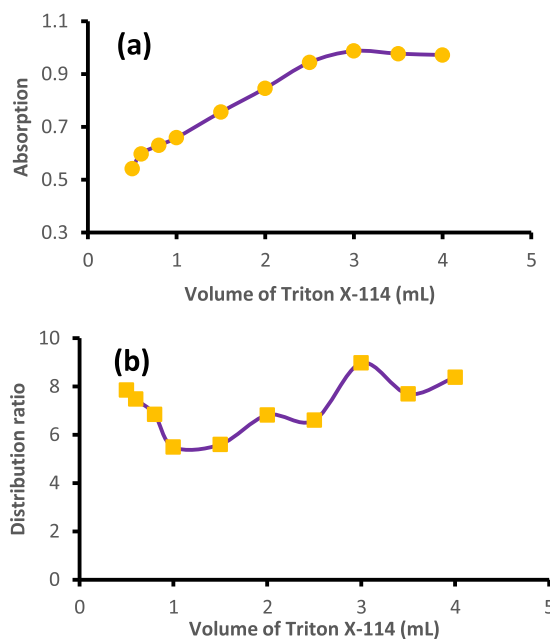 (a)
Absorption
1.1
0.9
0.7
0.5
0.3
0 1 2 3 4 5
Volume of Triton X-114 (mL)
(b)
Distribution ratio
10
8
6
4
2
0
0 1 2 3 4 5
Volume of Triton X-114 (mL)